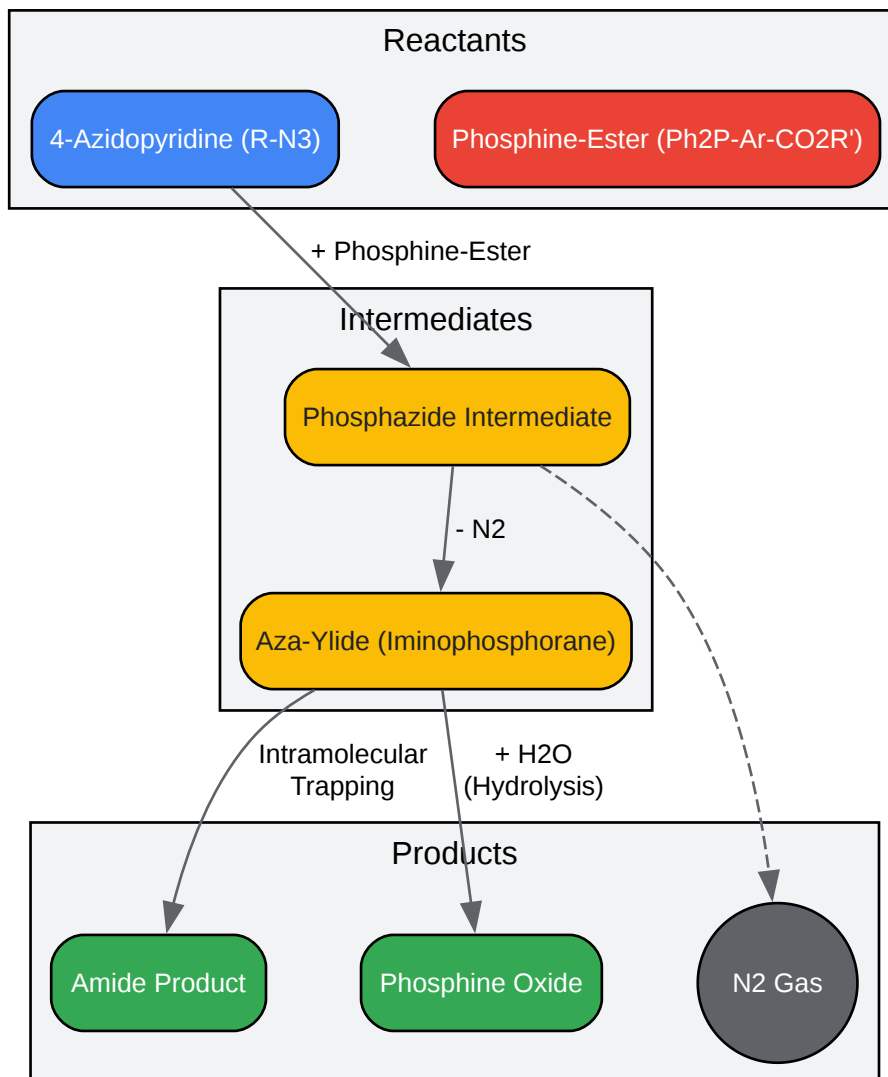 Reactants
4-Azidopyridine (R-N3)
Phosphine-Ester (Ph2P-Ar-CO2R')
+ Phosphine-Ester
Intermediates
Phosphazide Intermediate
- N2
Aza-Ylide (Iminophosphorane)
Intramolecular
Trapping
+ H2O
(Hydrolysis)
Products
Amide Product
Phosphine Oxide
N2 Gas